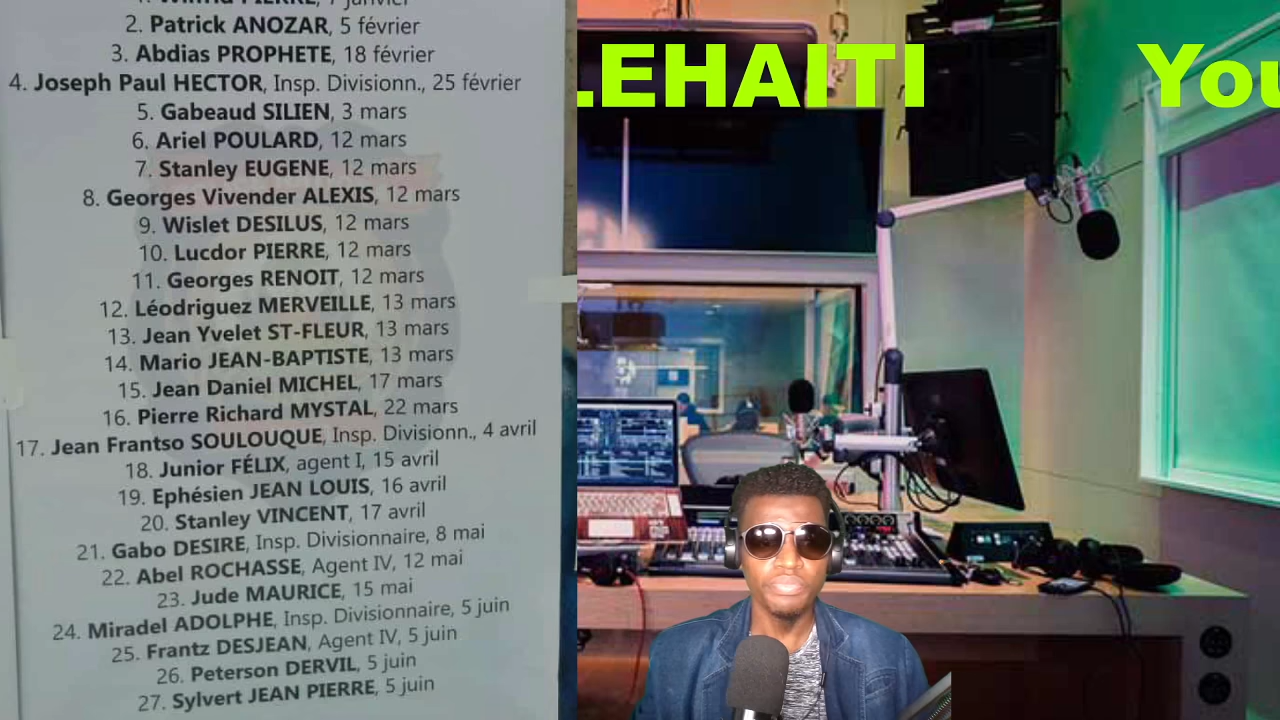 1. Wilfrid PIERRE, 7 janvier
2. Patrick ANOZAR, 5 février
3. Abdias PROPHETE, 18 février
4. Joseph Paul HECTOR, Insp. Divisionn., 25 février
5. Gabeaud SILIEN, 3 mars
6. Ariel POULARD, 12 mars
7. Stanley EUGENE, 12 mars
8. Georges Vivender ALEXIS, 12 mars
9. Wislet DESILUS, 12 mars
10. Lucdor PIERRE, 12 mars
11. Georges RENOIT, 12 mars
12. Léodriguez MERVEILLE, 13 mars
13. Jean Yvelet ST-FLEUR, 13 mars
14. Mario JEAN-BAPTISTE, 13 mars
15. Jean Daniel MICHEL, 17 mars
16. Pierre Richard MYSTAL, 22 mars
17. Jean Frantso SOULOUQUE, Insp. Divisionn., 4 avril
18. Junior FÉLIX, agent I, 15 avril
19. Ephésien JEAN LOUIS, 16 avril
20. Stanley VINCENT, 17 avril
21. Gabo DESIRE, Insp. Divisionnaire, 8 mai
22. Abel ROCHASSE, Agent IV, 12 mai
23. Jude MAURICE, 15 mai
24. Miradel ADOLPHE, Insp. Divisionnaire, 5 juin
25. Frantz DESJEAN, Agent IV, 5 juin
26. Peterson DERVIL, 5 juin
27. Sylvert JEAN PIERRE, 5 juin
LEHAITI You